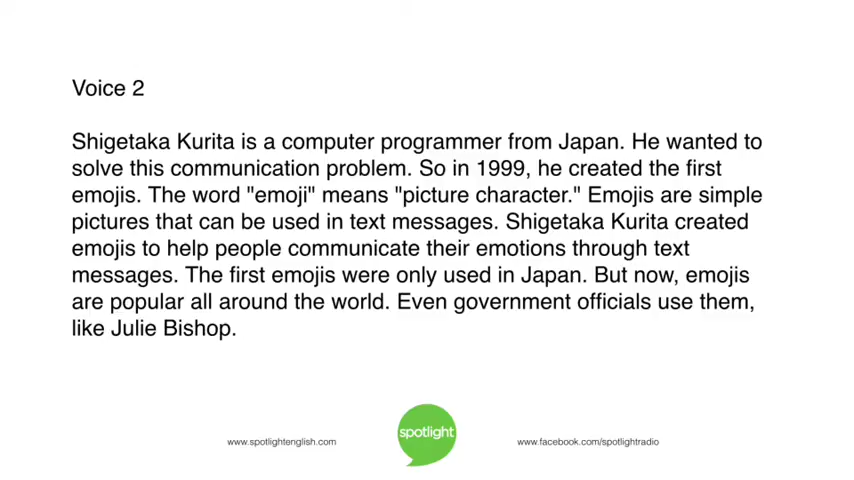 Voice 2
Shigetaka Kurita is a computer programmer from Japan. He wanted to
solve this communication problem. So in 1999, he created the first
emojis. The word "emoji" means "picture character." Emojis are simple
pictures that can be used in text messages. Shigetaka Kurita created
emojis to help people communicate their emotions through text
messages. The first emojis were only used in Japan. But now, emojis
are popular all around the world. Even government officials use them,
like Julie Bishop.
www.spotlightenglish.com
spotlight
www.facebook.com/spotlightradio